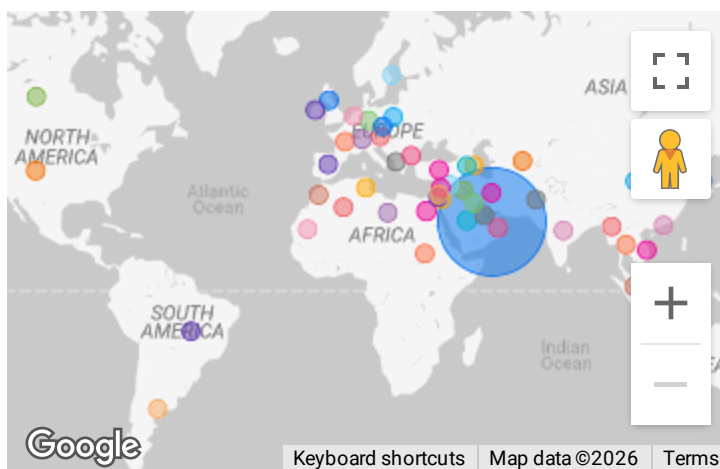 ASIA
EUROPE
NORTH
AMERICA
Atlantic
Ocean
AFRICA
SOUTH
AMERICA
Indian
Ocean
Google
Keyboard shortcuts
Map data ©2026
Terms